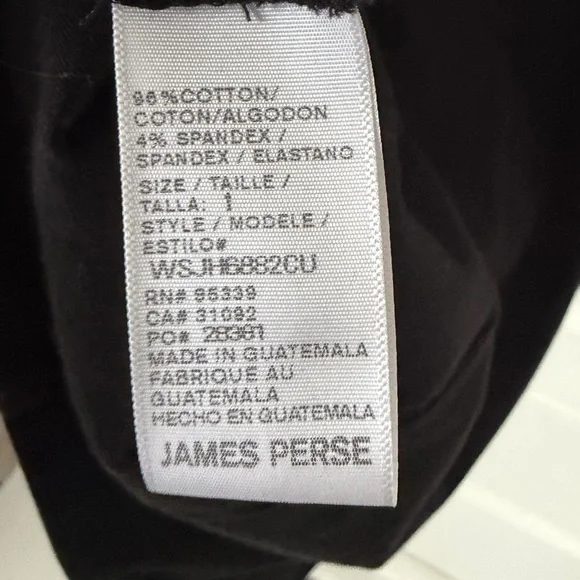 96%COTTON/
COTON/ALGODON
4% SPANDEX /
SPANDEX / ELASTANO
SIZE / TAILLE /
TALLA: 1
STYLE / MODELE /
ESTILO#
WSJH6882CU
RN# 95339
CA# 31092
PO# 28361
MADE IN GUATEMALA
FABRIQUE AU
GUATEMALA
HECHO EN GUATEMALA
JAMES PERSE